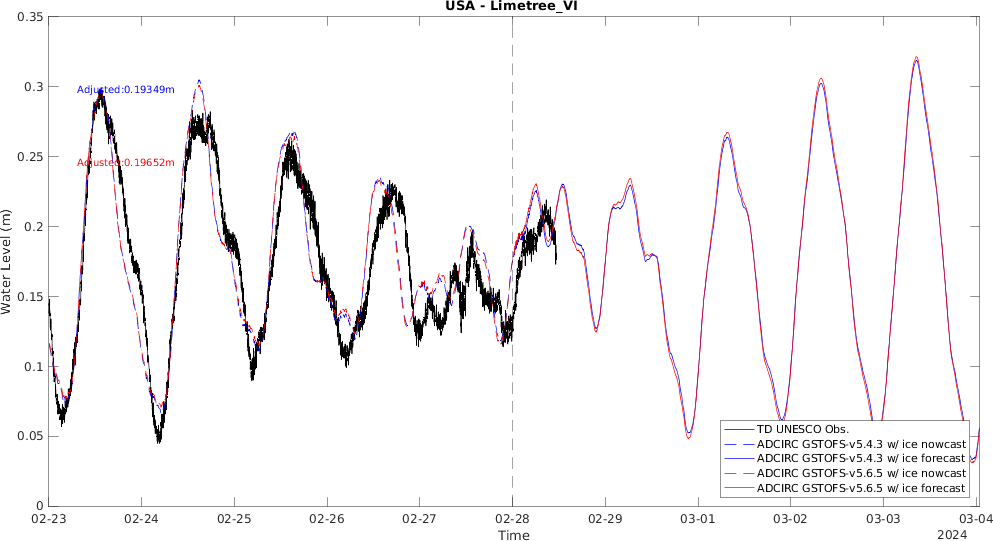 USA - Limetree_VI
0.35
0.3
0.25
0.2
0.15
0.1
0.05
0
Water Level (m)
Adjusted:0.19349m
Adjusted:0.19652m
TD UNESCO Obs.
ADCIRC GSTOFS-v5.4.3 w/ ice nowcast
ADCIRC GSTOFS-v5.4.3 w/ ice forecast
ADCIRC GSTOFS-v5.6.5 w/ ice nowcast
ADCIRC GSTOFS-v5.6.5 w/ ice forecast
02-23 02-24 02-25 02-26 02-27 02-28 02-29 03-01 03-02 03-03 03-04
Time
2024